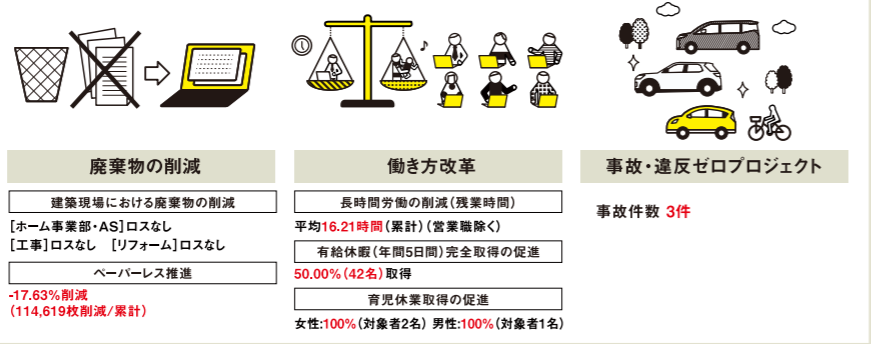 廃棄物の削減
建築現場における廃棄物の削減
[ホーム事業部・AS]ロスなし
[工事]ロスなし [リフォーム]ロスなし
ペーパーレス推進
-17.63%削減
(114,619枚削減/累計)
働き方改革
長時間労働の削減(残業時間)
平均16.21時間(累計)(営業職除く)
有給休暇(年間5日間)完全取得の促進
50.00%(42名)取得
育児休業取得の促進
女性:100%(対象者2名) 男性:100%(対象者1名)
事故・違反ゼロプロジェクト
事故件数 3件